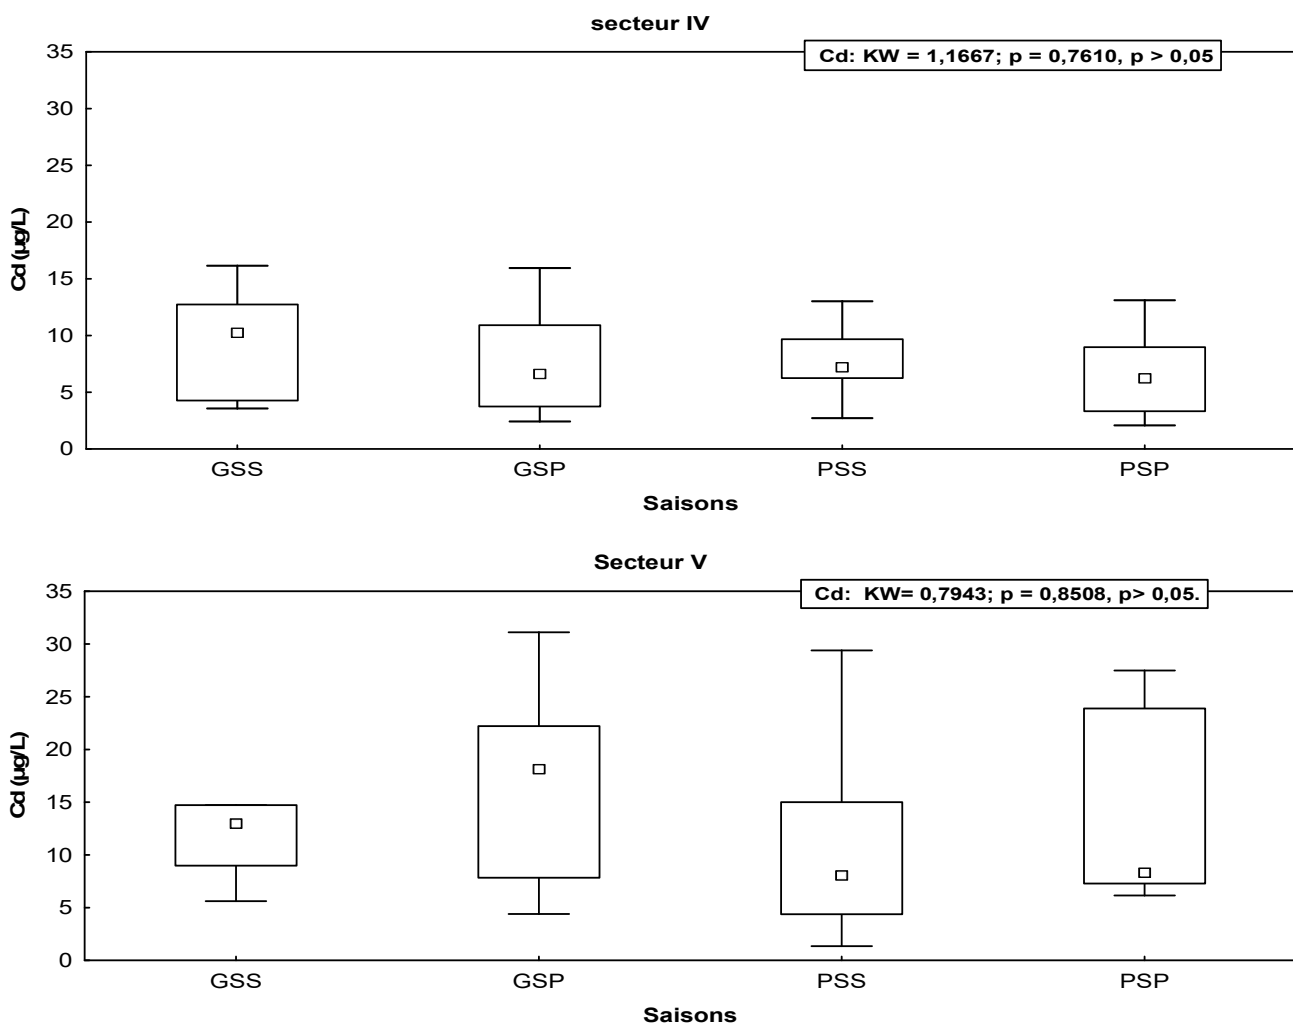 secteur IV
Cd: KW = 1,1667; p = 0,7610, p > 0,05
35
30
25
20
15
10
5
0
Cd (µg/L)
GSS GSP PSS PSP
Saisons
Secteur V
Cd: KW= 0,7943; p = 0,8508, p> 0,05.
35
30
25
20
15
10
5
0
Cd (µg/L)
GSS GSP PSS PSP
Saisons